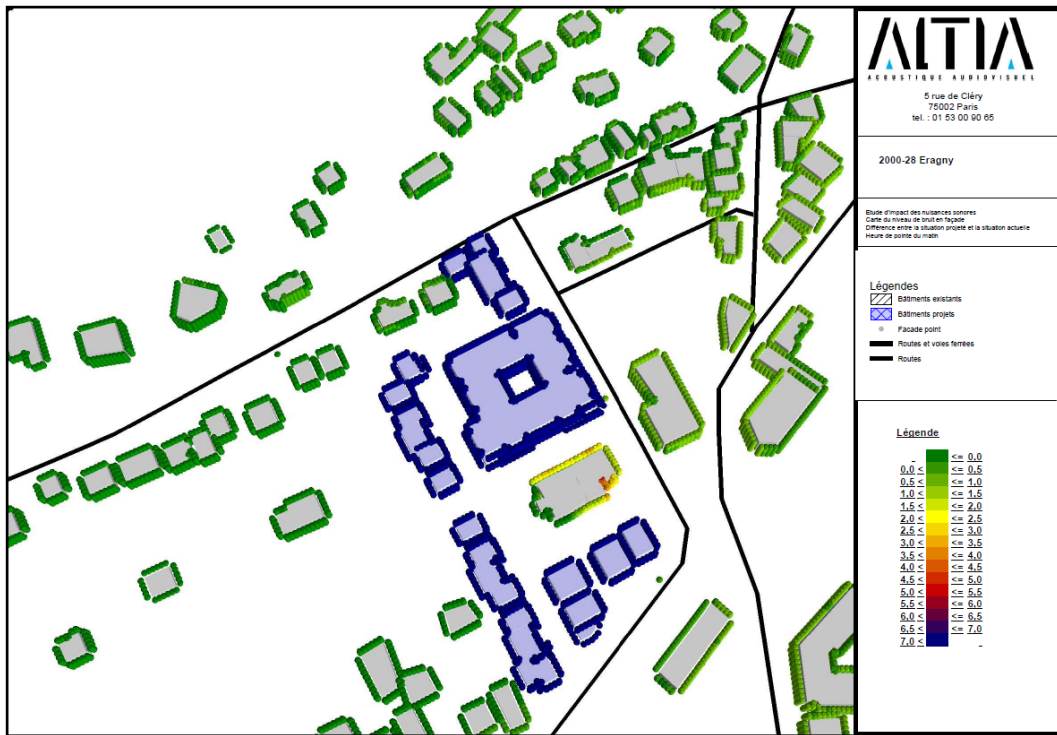 ALTIA
ACOUSTIQUE AUDIOVISUEL
5 rue de Cléry
75002 Paris
tel. : 01 53 00 90 65
2000-28 Eragny
Etude d'impact des nuisances sonores
Carte du niveau de bruit en façade
Différence entre la situation projeté et la situation actuelle
Heure de pointe du matin
Légendes
Bâtiments existants
Bâtiments projets
Facade point
Routes et voies ferrées
Routes
Légende
<= 0,0
0,0 < <= 0,5
0,5 < <= 1,0
1,0 < <= 1,5
1,5 < <= 2,0
2,0 < <= 2,5
2,5 < <= 3,0
3,0 < <= 3,5
3,5 < <= 4,0
4,0 < <= 4,5
4,5 < <= 5,0
5,0 < <= 5,5
5,5 < <= 6,0
6,0 < <= 6,5
6,5 < <= 7,0
7,0 <